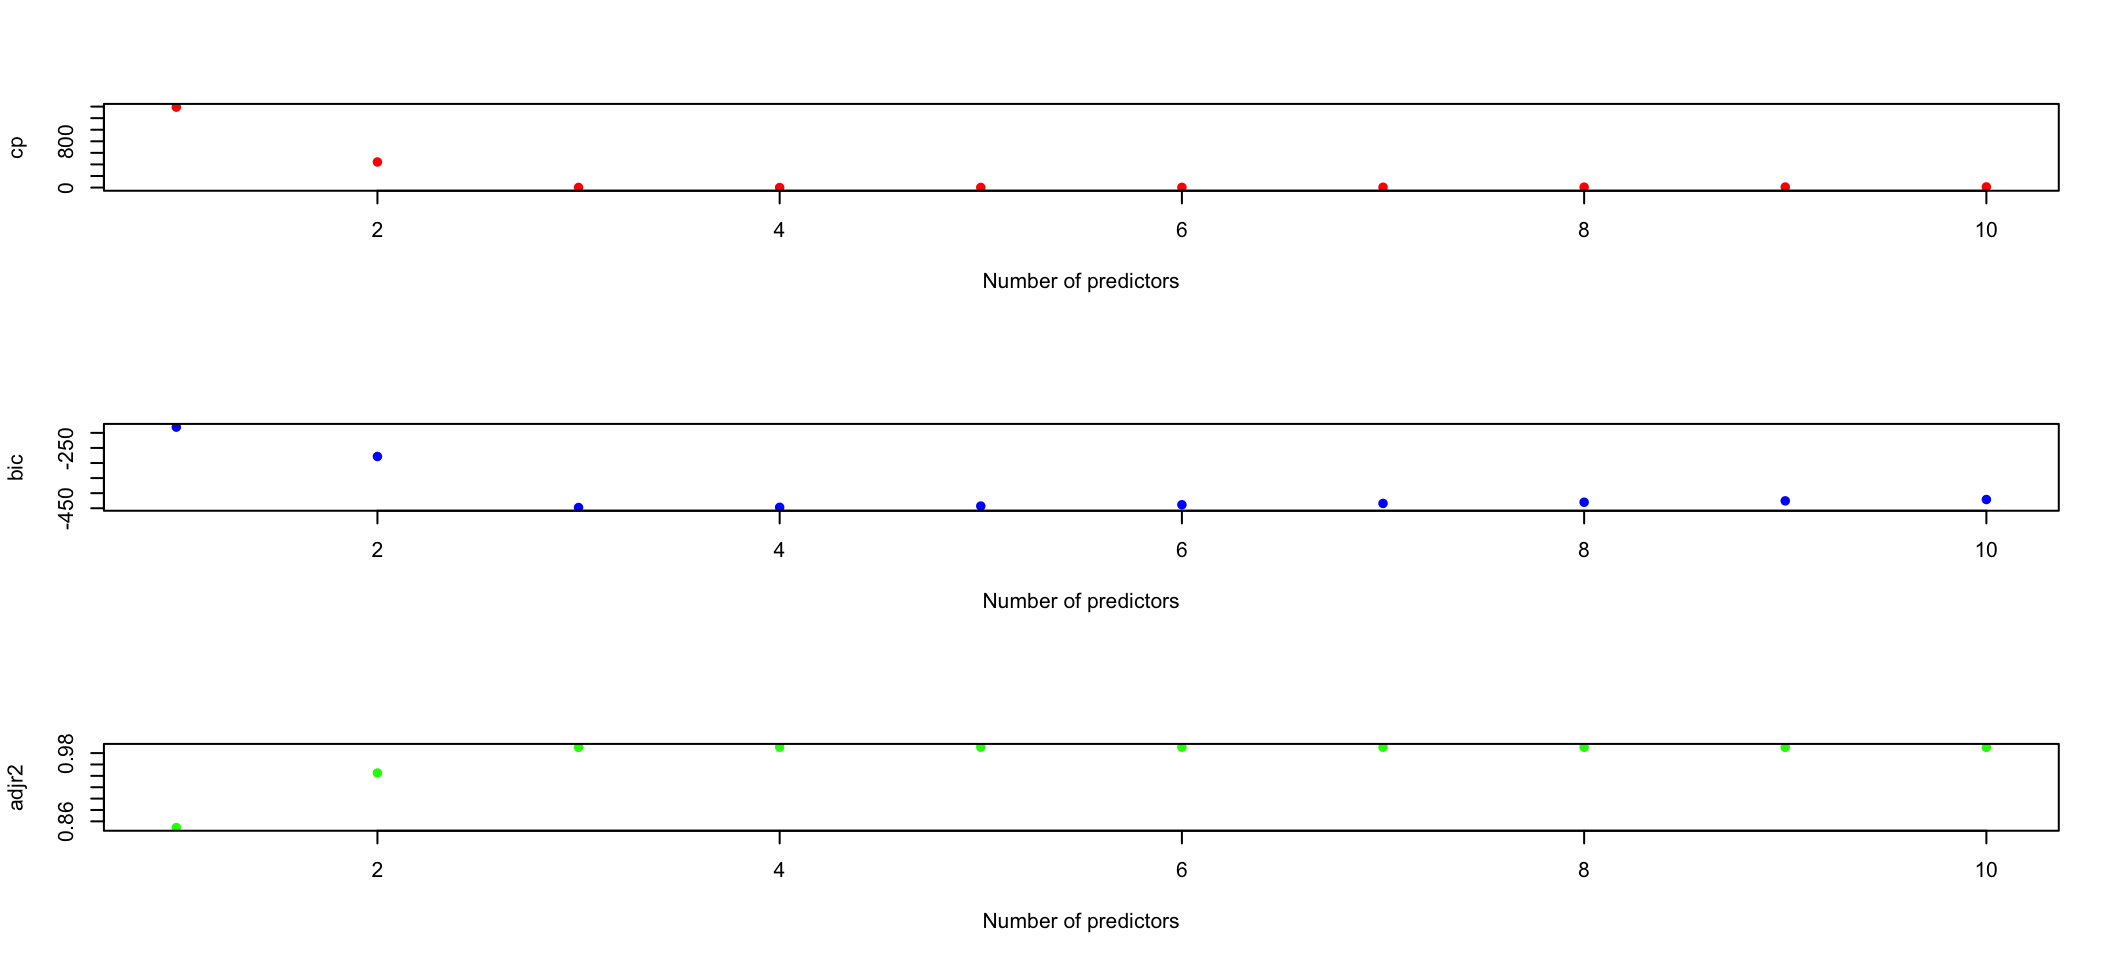 cp
800
0
2 4 6 8 10
Number of predictors
bic
-250
-450
2 4 6 8 10
Number of predictors
adjr2
0.98
0.86
2 4 6 8 10
Number of predictors